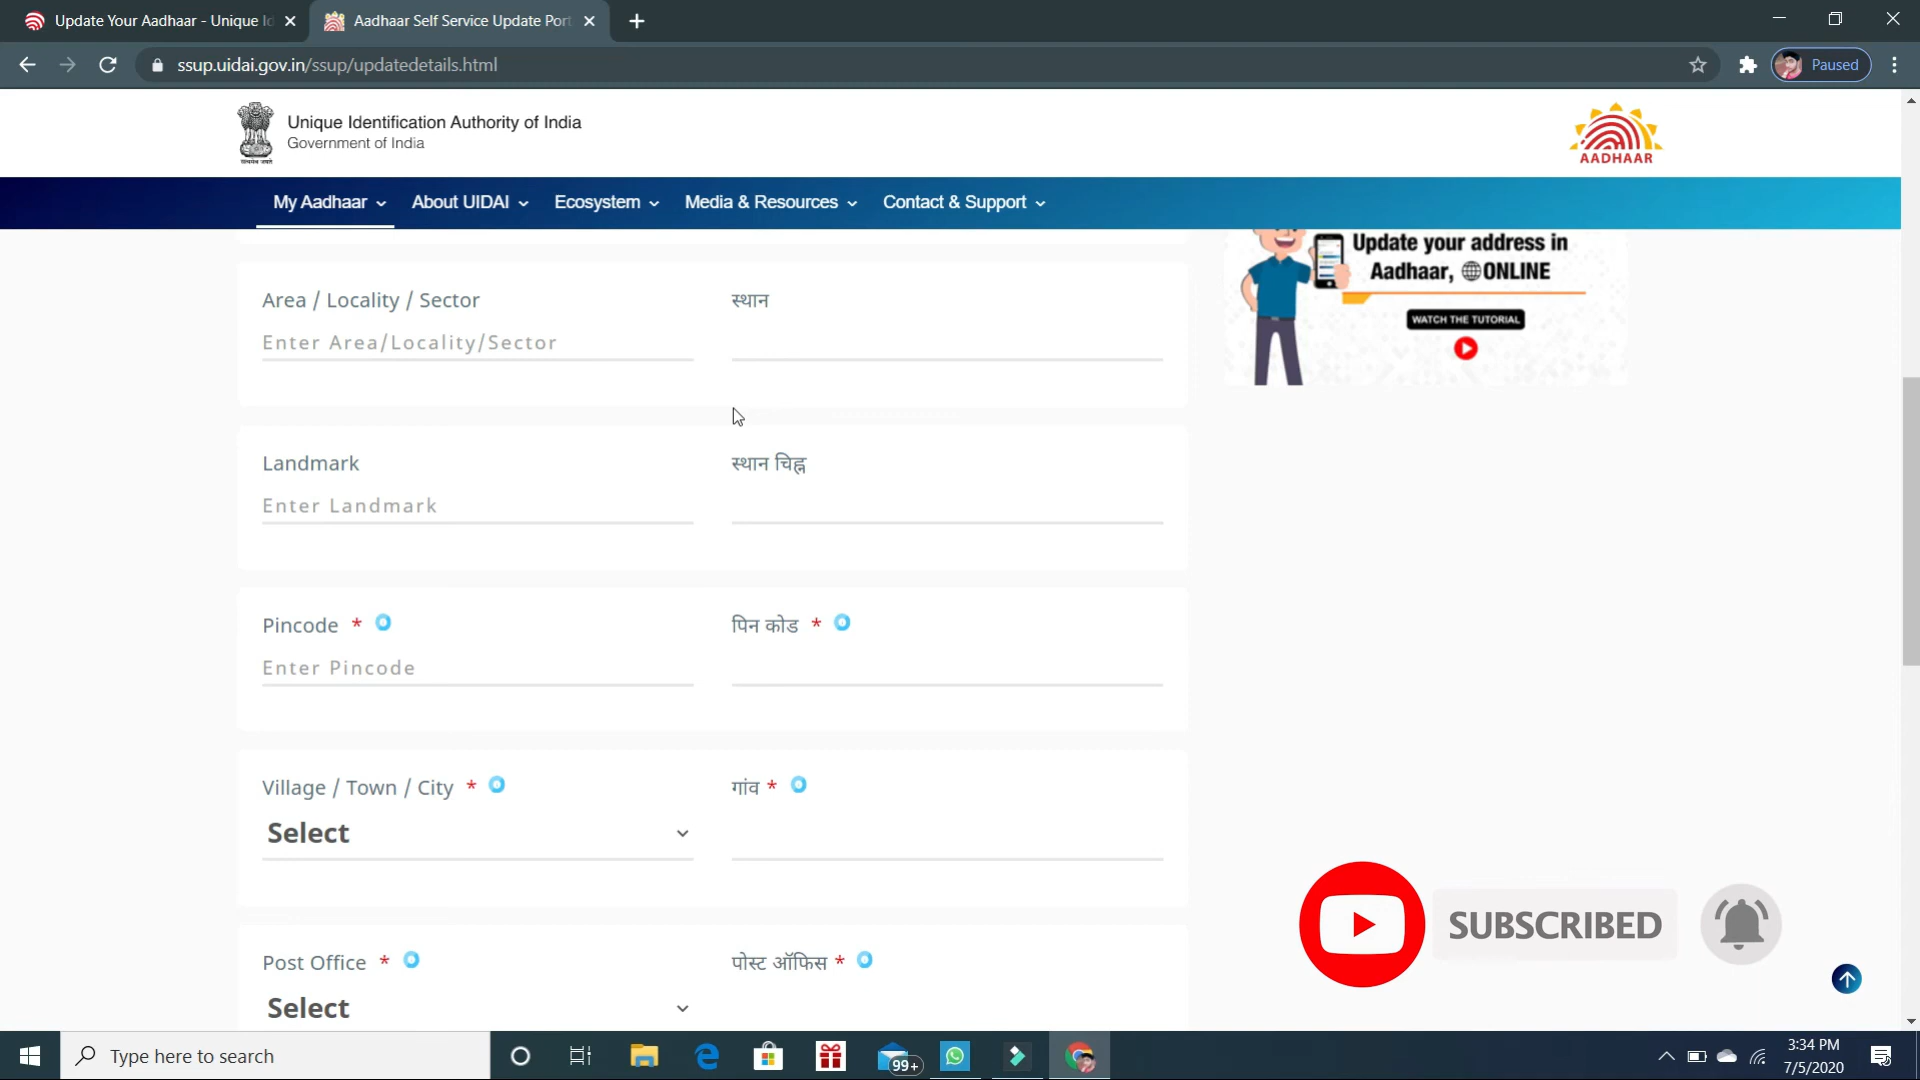 Update Your Aadhaar - Unique Id
Aadhaar Self Service Update Port
ssup.uidai.gov.in/ssup/updatedetails.html
Paused
सत्यमेव जयते
Unique Identification Authority of India
Government of India
AADHAAR
My Aadhaar
About UIDAI
Ecosystem
Media & Resources
Contact & Support
Update your address in
Aadhaar, ONLINE
WATCH THE TUTORIAL
Area / Locality / Sector
स्थान
Enter Area/Locality/Sector
Landmark
स्थान चिह्न
Enter Landmark
Pincode *
पिन कोड *
Enter Pincode
Village / Town / City *
गांव *
Select
Post Office *
पोस्ट ऑफिस *
Select
SUBSCRIBED
Type here to search
99+
3:34 PM
7/5/2020